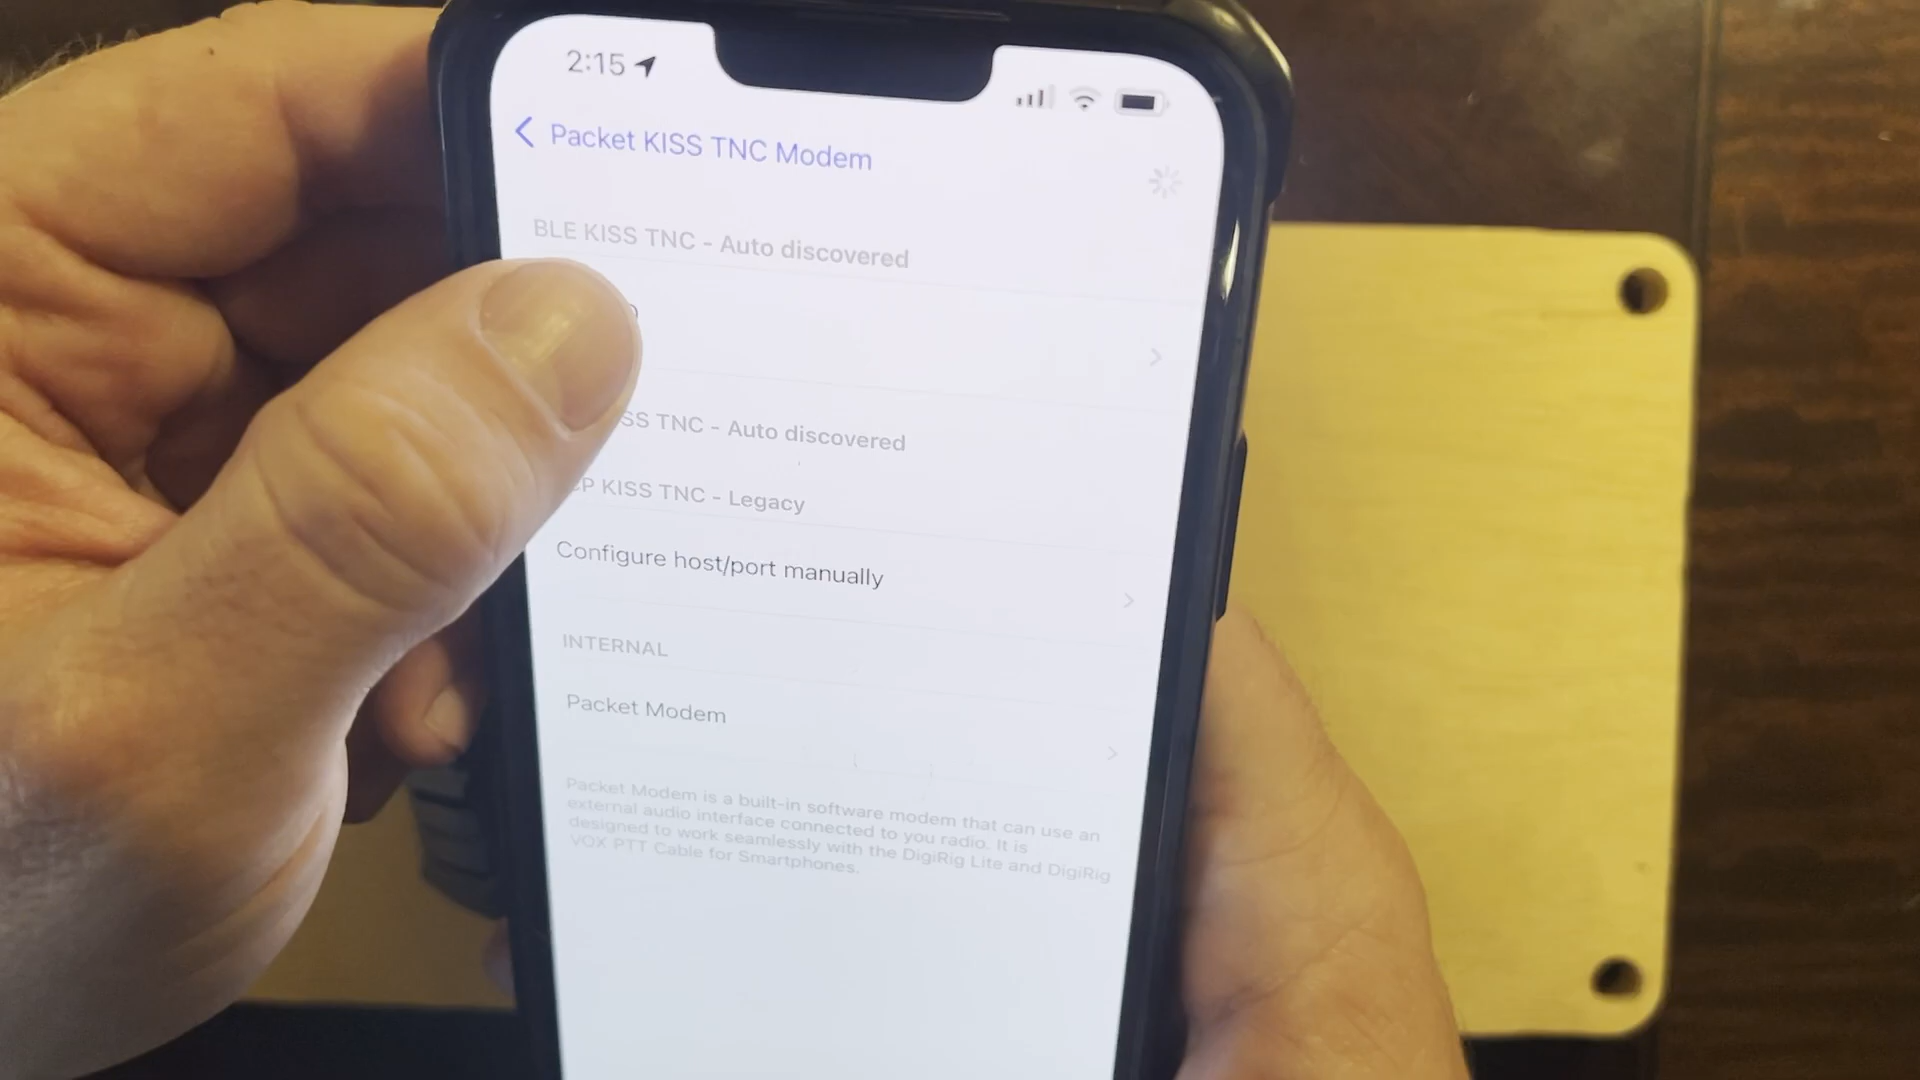 2:15
Packet KISS TNC Modem
BLE KISS TNC - Auto discovered
KISS TNC - Auto discovered
KISS TNC - Legacy
Configure host/port manually
INTERNAL
Packet Modem
Packet Modem is a built-in software modem that can use an
external audio interface connected to you radio. It is
designed to work seamlessly with the DigiRig Lite and DigiRig
VOX PTT Cable for Smartphones.